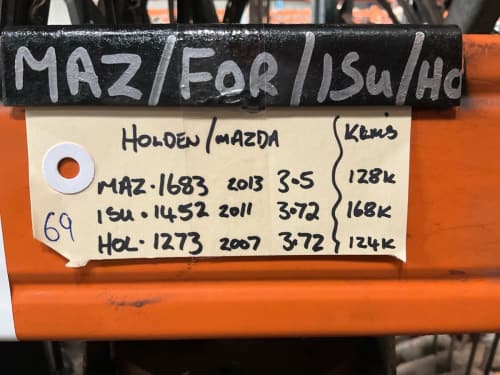 MAZ/FOR/ISU/HO
HOLDEN/MAZDA
KLMS
MAZ.1683 2013 3.5 128K
ISU.1452 2011 3.72 168K
HOL.1273 2007 3.72 124K
69